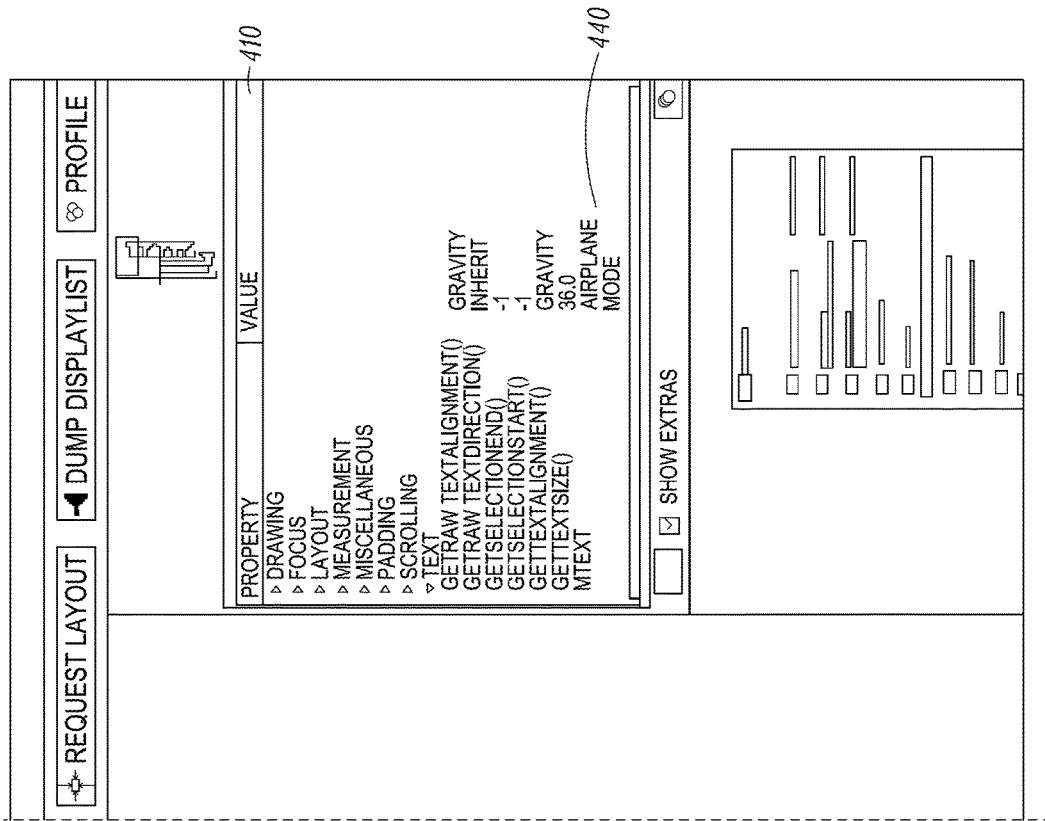 REQUEST LAYOUT
DUMP DISPLAYLIST
PROFILE
410
PROPERTY VALUE
DRAWING
FOCUS
LAYOUT
MEASUREMENT
MISCELLANEOUS
PADDING
SCROLLING
TEXT
GETRAW TEXTALIGNMENT() GRAVITY
GETRAW TEXTDIRECTION() INHERIT
GETSELECTIONEND() -1
GETSELECTIONSTART() -1
GETTEXTALIGNMENT() GRAVITY
GETTEXTSIZE() 36.0
MTEXT AIRPLANE
MODE
440
SHOW EXTRAS